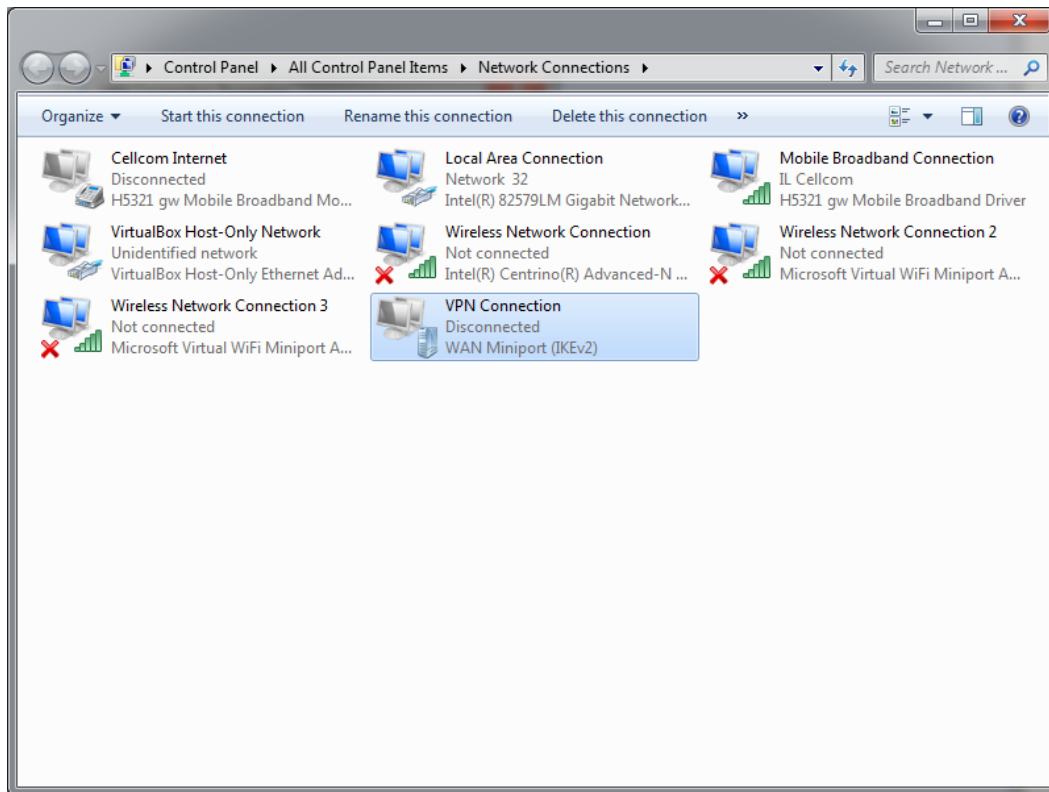 Control Panel ▸ All Control Panel Items ▸ Network Connections ▸
Search Network ...
Organize Start this connection Rename this connection Delete this connection »
Cellcom Internet
Disconnected
H5321 gw Mobile Broadband Mo...
Local Area Connection
Network 32
Intel(R) 82579LM Gigabit Network...
Mobile Broadband Connection
IL Cellcom
H5321 gw Mobile Broadband Driver
VirtualBox Host-Only Network
Unidentified network
VirtualBox Host-Only Ethernet Ad...
Wireless Network Connection
Not connected
Intel(R) Centrino(R) Advanced-N ...
Wireless Network Connection 2
Not connected
Microsoft Virtual WiFi Miniport A...
Wireless Network Connection 3
Not connected
Microsoft Virtual WiFi Miniport A...
VPN Connection
Disconnected
WAN Miniport (IKEv2)